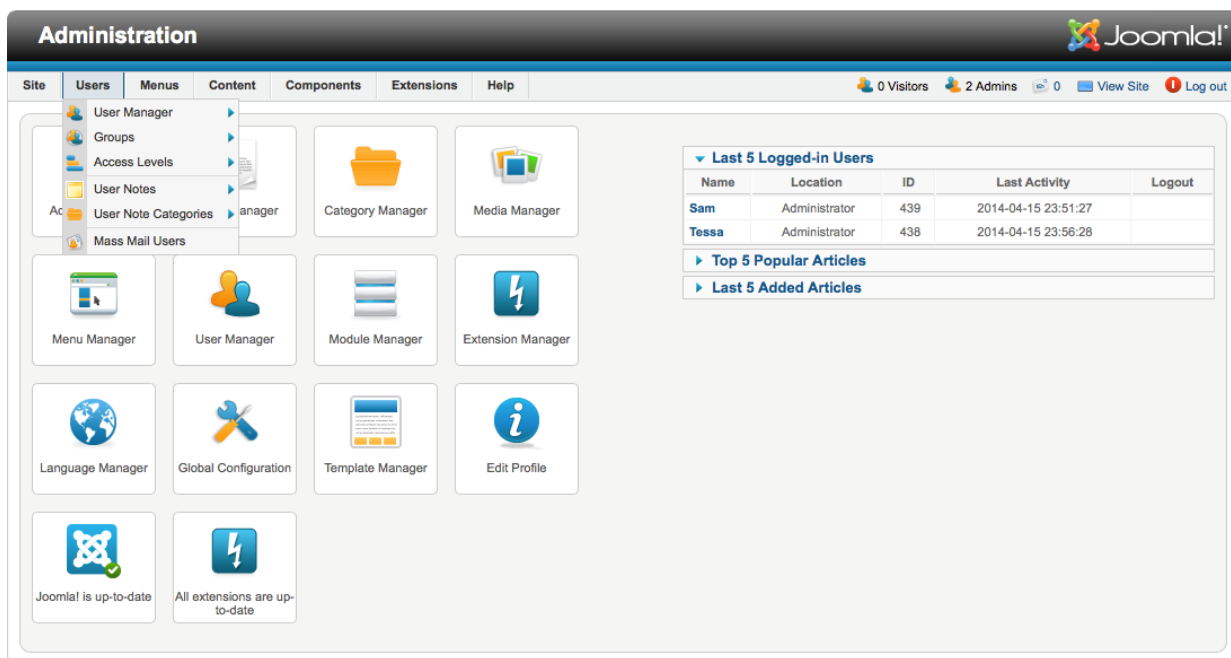 Administration
Joomla!
Site Users Menus Content Components Extensions Help 0 Visitors 2 Admins 0 View Site Log out
User Manager
Groups
Access Levels
User Notes
User Note Categories
Mass Mail Users
anager
Category Manager
Media Manager
Last 5 Logged-in Users
Name Location ID Last Activity Logout
Sam Administrator 439 2014-04-15 23:51:27
Tessa Administrator 438 2014-04-15 23:56:28
Top 5 Popular Articles
Last 5 Added Articles
Menu Manager
User Manager
Module Manager
Extension Manager
Language Manager
Global Configuration
Template Manager
Edit Profile
Joomla! is up-to-date
All extensions are up-
to-date